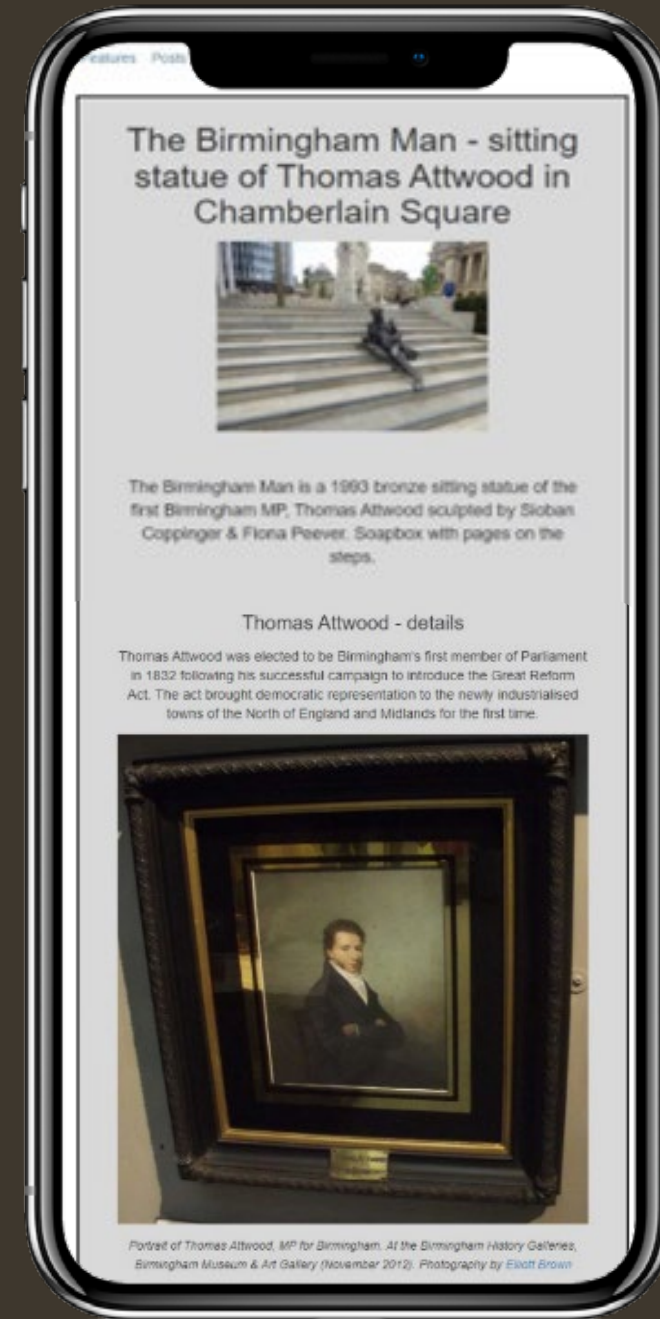 Features Posts
The Birmingham Man - sitting
statue of Thomas Attwood in
Chamberlain Square
The Birmingham Man is a 1993 bronze sitting statue of the
first Birmingham MP, Thomas Attwood sculpted by Sioban
Coppinger & Fiona Peever. Soapbox with pages on the
steps.
Thomas Attwood - details
Thomas Attwood was elected to be Birmingham's first member of Parliament
in 1832 following his successful campaign to introduce the Great Reform
Act. The act brought democratic representation to the newly industrialised
towns of the North of England and Midlands for the first time.
Portrait of Thomas Attwood, MP for Birmingham. At the Birmingham History Galleries,
Birmingham Museum & Art Gallery (November 2012). Photography by Elliott Brown